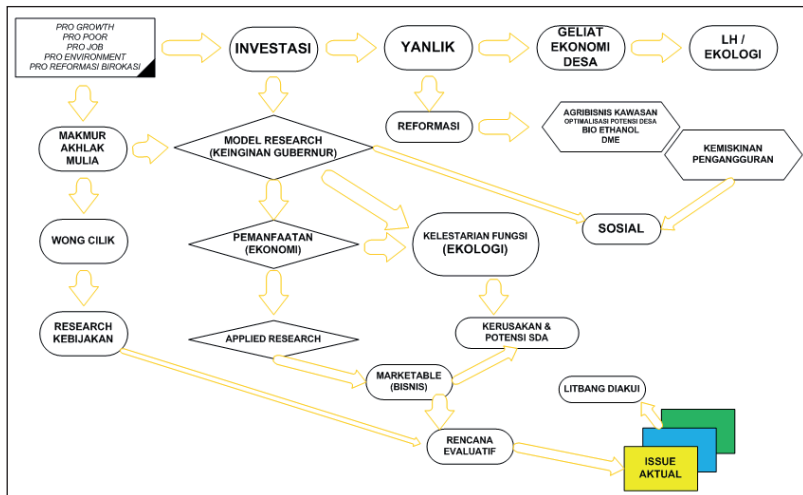 PRO GROWTH
PRO POOR
PRO JOB
PRO ENVIRONMENT
PRO REFORMASI BIROKASI
INVESTASI
YANLIK
GELIAT
EKONOMI
DESA
LH /
EKOLOGI
MAKMUR
AKHLAK
MULIA
MODEL RESEARCH
(KEINGINAN GUBERNUR)
REFORMASI
AGRIBISNIS KAWASAN
OPTIMALISASI POTENSI DESA
BIO ETHANOL
DME
KEMISKINAN
PENGANGGURAN
WONG CILIK
PEMANFAATAN
(EKONOMI)
KELESTARIAN FUNGSI
(EKOLOGI)
SOSIAL
RESEARCH
KEBIJAKAN
APPLIED RESEARCH
KERUSAKAN &
POTENSI SDA
MARKETABLE
(BISNIS)
LITBANG DIAKUI
RENCANA
EVALUATIF
ISSUE
AKTUAL